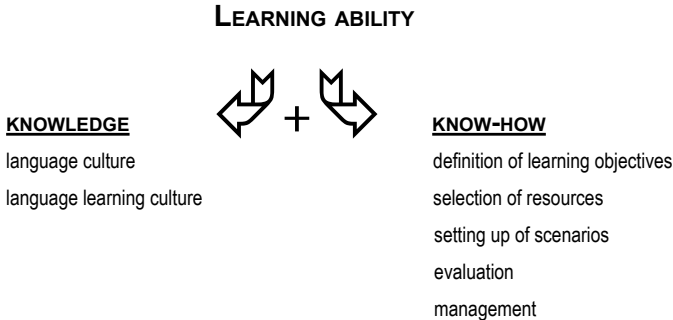 LEARNING ABILITY
+
KNOWLEDGE
language culture
language learning culture
KNOW-HOW
definition of learning objectives
selection of resources
setting up of scenarios
evaluation
management